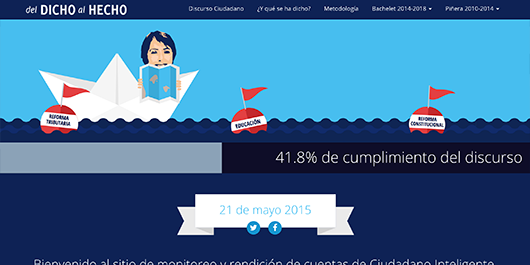 del DICHO al HECHO
Discurso Ciudadano ¿Y qué se ha dicho? Metodología Bachelet 2014-2018 Piñera 2010-2014
REFORMA
TRIBUTARIA
EDUCACIÓN
REFORMA
CONSTITUCIONAL
41.8% de cumplimiento del discurso
21 de mayo 2015
Bienvenido al sitio de monitoreo y rendición de cuentas de Ciudadano Inteligente